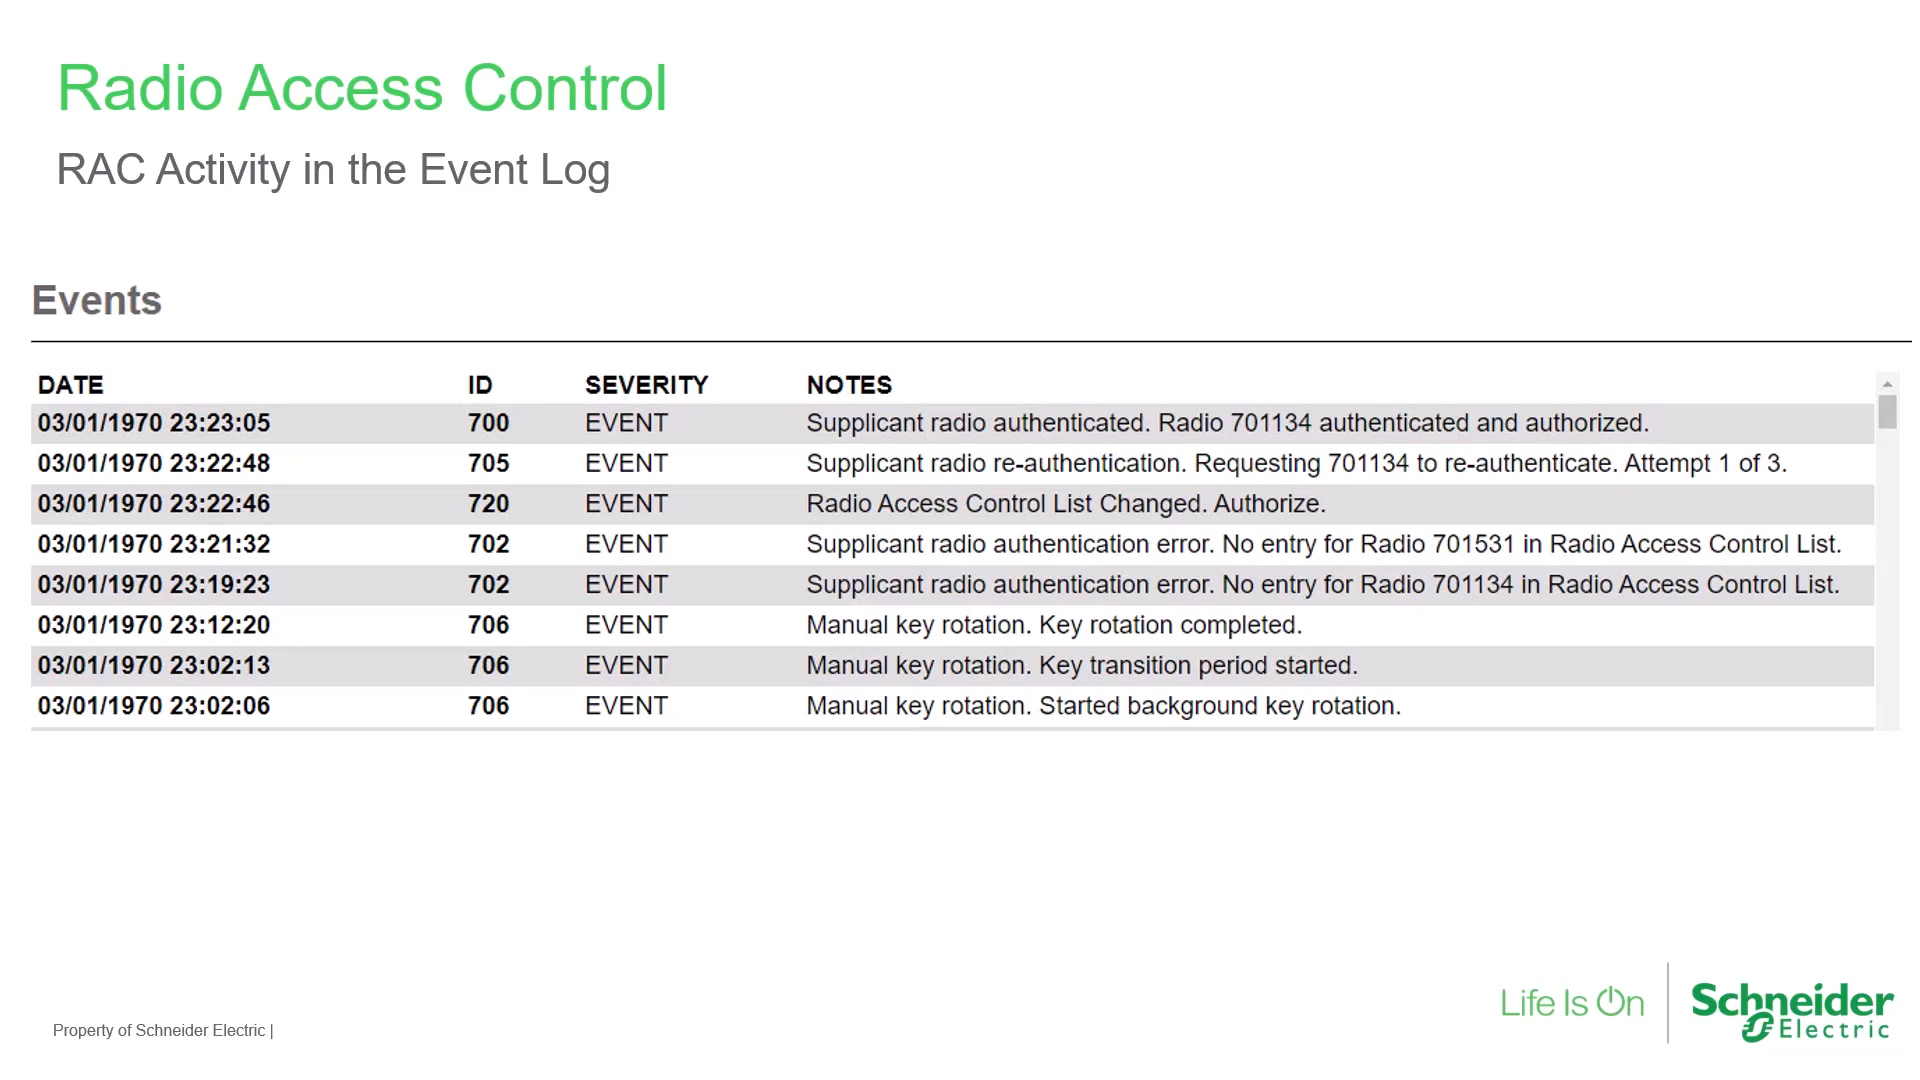 Radio Access Control
RAC Activity in the Event Log
Events
DATE ID SEVERITY NOTES
03/01/1970 23:23:05 700 EVENT Supplicant radio authenticated. Radio 701134 authenticated and authorized.
03/01/1970 23:22:48 705 EVENT Supplicant radio re-authentication. Requesting 701134 to re-authenticate. Attempt 1 of 3.
03/01/1970 23:22:46 720 EVENT Radio Access Control List Changed. Authorize.
03/01/1970 23:21:32 702 EVENT Supplicant radio authentication error. No entry for Radio 701531 in Radio Access Control List.
03/01/1970 23:19:23 702 EVENT Supplicant radio authentication error. No entry for Radio 701134 in Radio Access Control List.
03/01/1970 23:12:20 706 EVENT Manual key rotation. Key rotation completed.
03/01/1970 23:02:13 706 EVENT Manual key rotation. Key transition period started.
03/01/1970 23:02:06 706 EVENT Manual key rotation. Started background key rotation.
Life Is On
Schneider
Electric
Property of Schneider Electric |